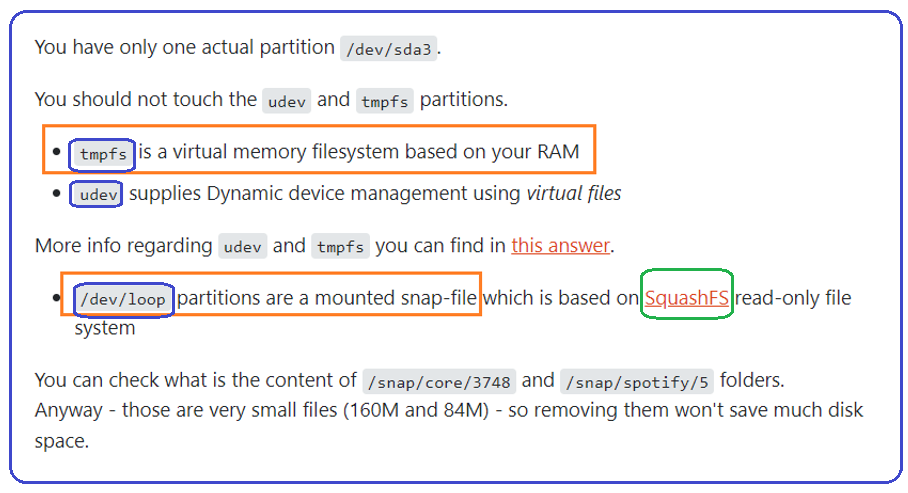 You have only one actual partition /dev/sda3.
You should not touch the udev and tmpfs partitions.
• tmpfs is a virtual memory filesystem based on your RAM
• udev supplies Dynamic device management using virtual files
More info regarding udev and tmpfs you can find in this answer.
• /dev/loop partitions are a mounted snap-file which is based on SquashFS read-only file
system
You can check what is the content of /snap/core/3748 and /snap/spotify/5 folders.
Anyway - those are very small files (160M and 84M) - so removing them won't save much disk
space.